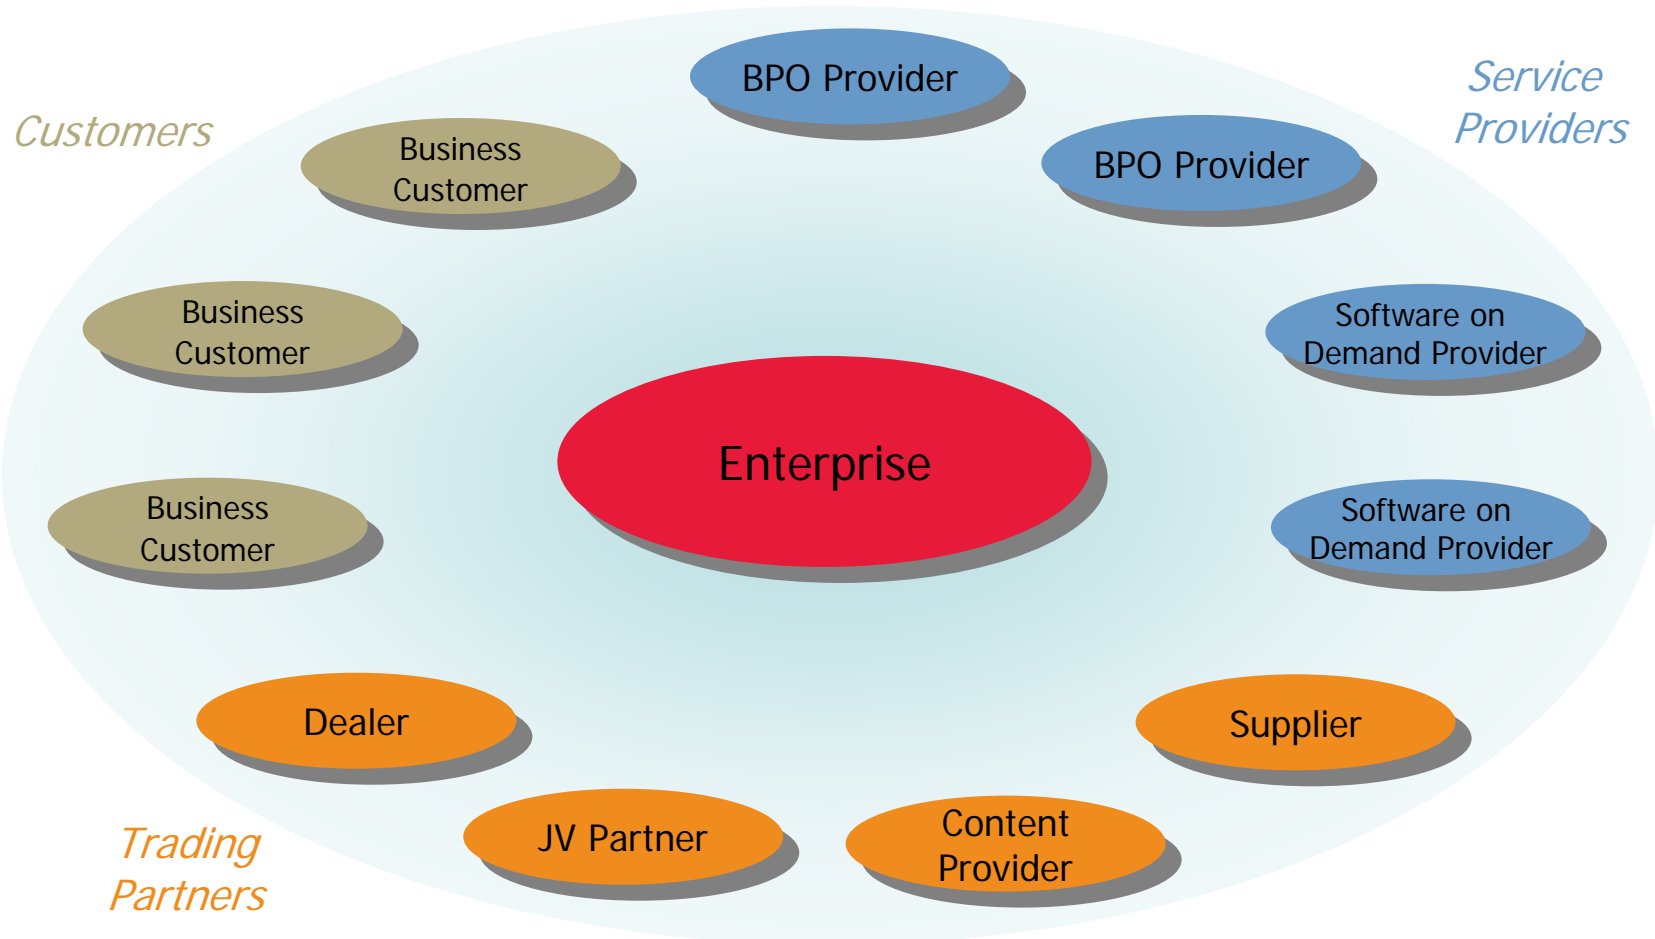 BPO Provider
Service
Providers
Customers
Business
Customer
BPO Provider
Business
Customer
Software on
Demand Provider
Enterprise
Business
Customer
Software on
Demand Provider
Dealer
Supplier
JV Partner
Content
Provider
Trading
Partners